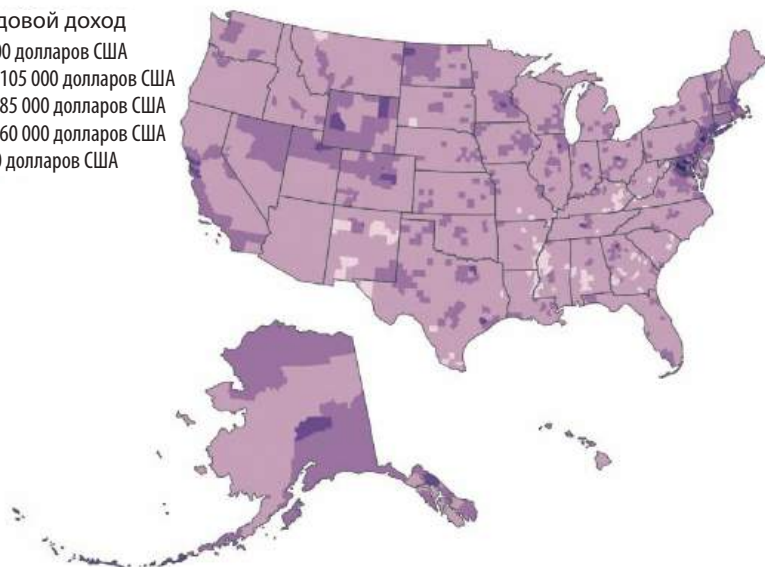 довой доход
00 долларов США
105 000 долларов США
85 000 долларов США
60 000 долларов США
0 долларов США